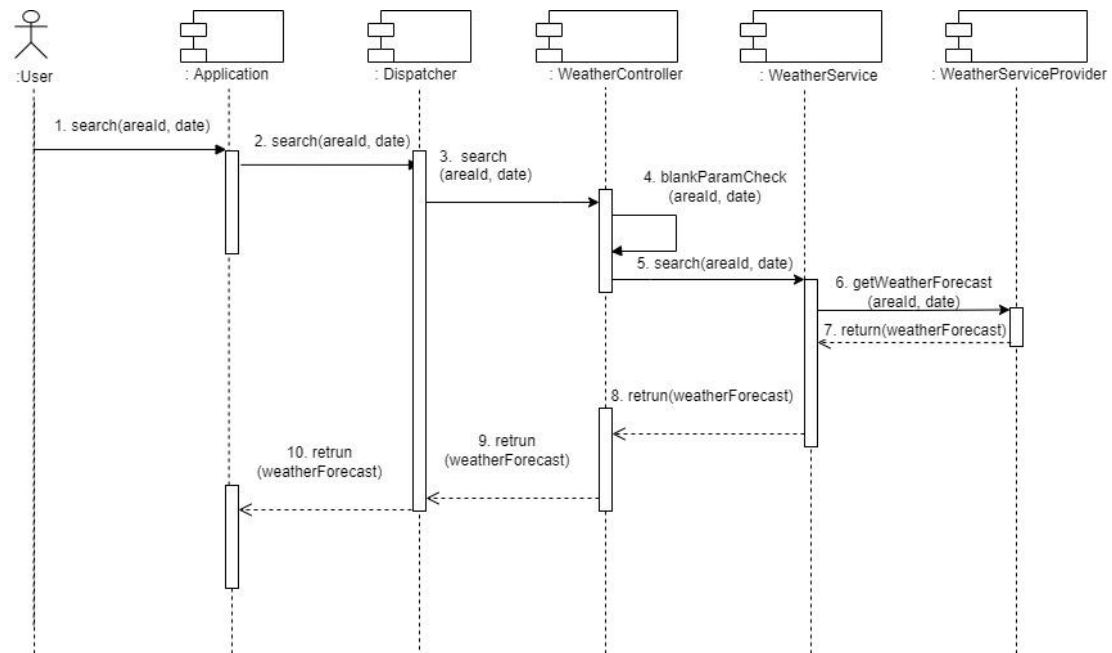 :User
: Application
: Dispatcher
: WeatherController
: WeatherService
: WeatherServiceProvider
1. search(areaId, date)
2. search(areaId, date)
3. search
(areaId, date)
4. blankParamCheck
(areaId, date)
5. search(areaId, date)
6. getWeatherForecast
(areaId, date)
7. return(weatherForecast)
8. retrun(weatherForecast)
9. retrun
(weatherForecast)
10. retrun
(weatherForecast)